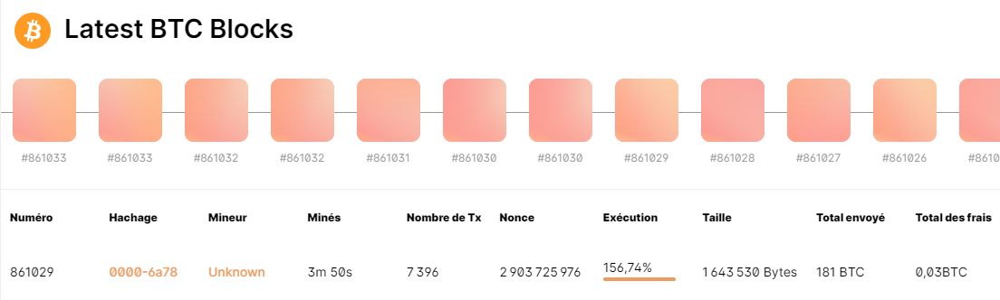 Latest BTC Blocks
#861033 #861033 #861032 #861032 #861031 #861030 #861030 #861029 #861028 #861027 #861026 #8610
Numéro Hachage Mineur Minés Nombre de Tx Nonce Exécution Taille Total envoyé Total des frais
861029 0000-6a78 Unknown 3m 50s 7 396 2 903 725 976 156,74% 1 643 530 Bytes 181 BTC 0,03BTC